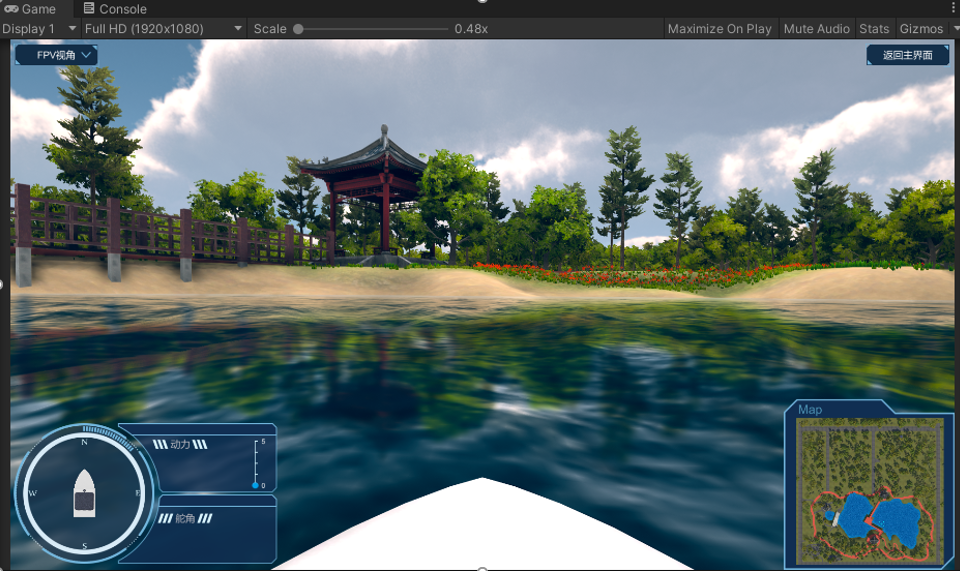 Game Console
Display 1 Full HD (1920x1080) Scale 0.48x Maximize On Play Mute Audio Stats Gizmos
FPV视角 返回主界面
N
W E
S
动力
5
0
舵角
Map